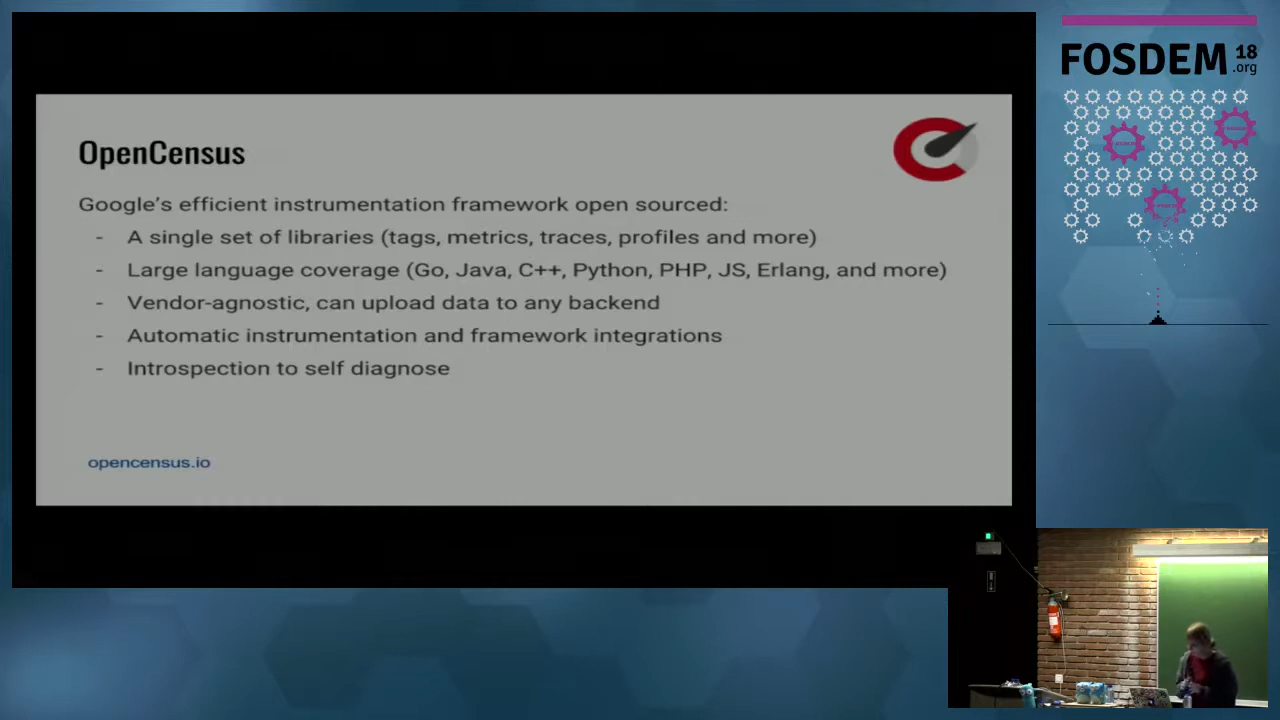 OpenCensus
Google's efficient instrumentation framework open sourced:
- A single set of libraries (tags, metrics, traces, profiles and more)
- Large language coverage (Go, Java, C++, Python, PHP, JS, Erlang, and more)
- Vendor-agnostic, can upload data to any backend
- Automatic instrumentation and framework integrations
- Introspection to self diagnose
opencensus.io
FOSDEM 18
.org